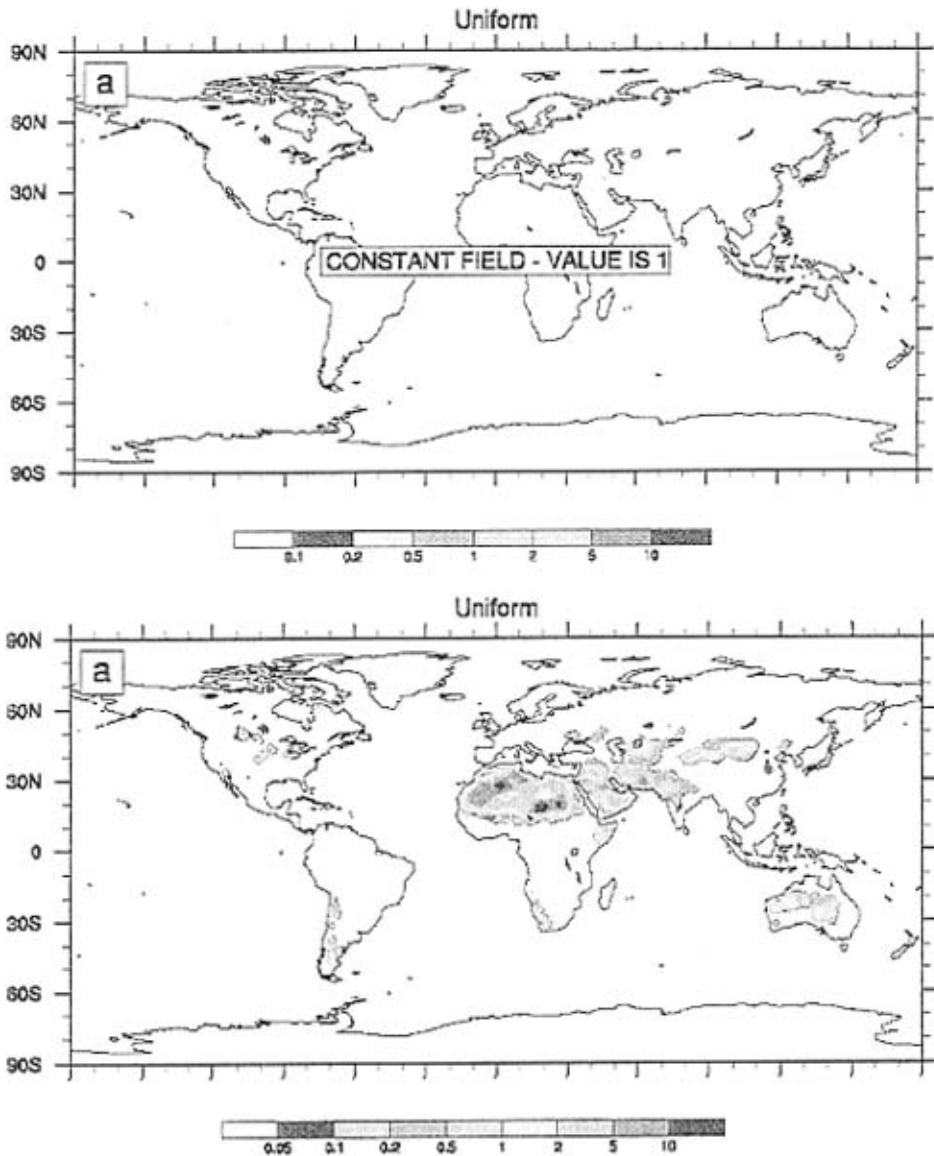 Uniform
90N
a
60N
30N
CONSTANT FIELD - VALUE IS 1
0
30S
60S
90S
0.1 0.2 0.5 1 2 5 10
Uniform
90N
a
60N
30N
0
30S
60S
90S
0.05 0.1 0.2 0.5 1 2 5 10